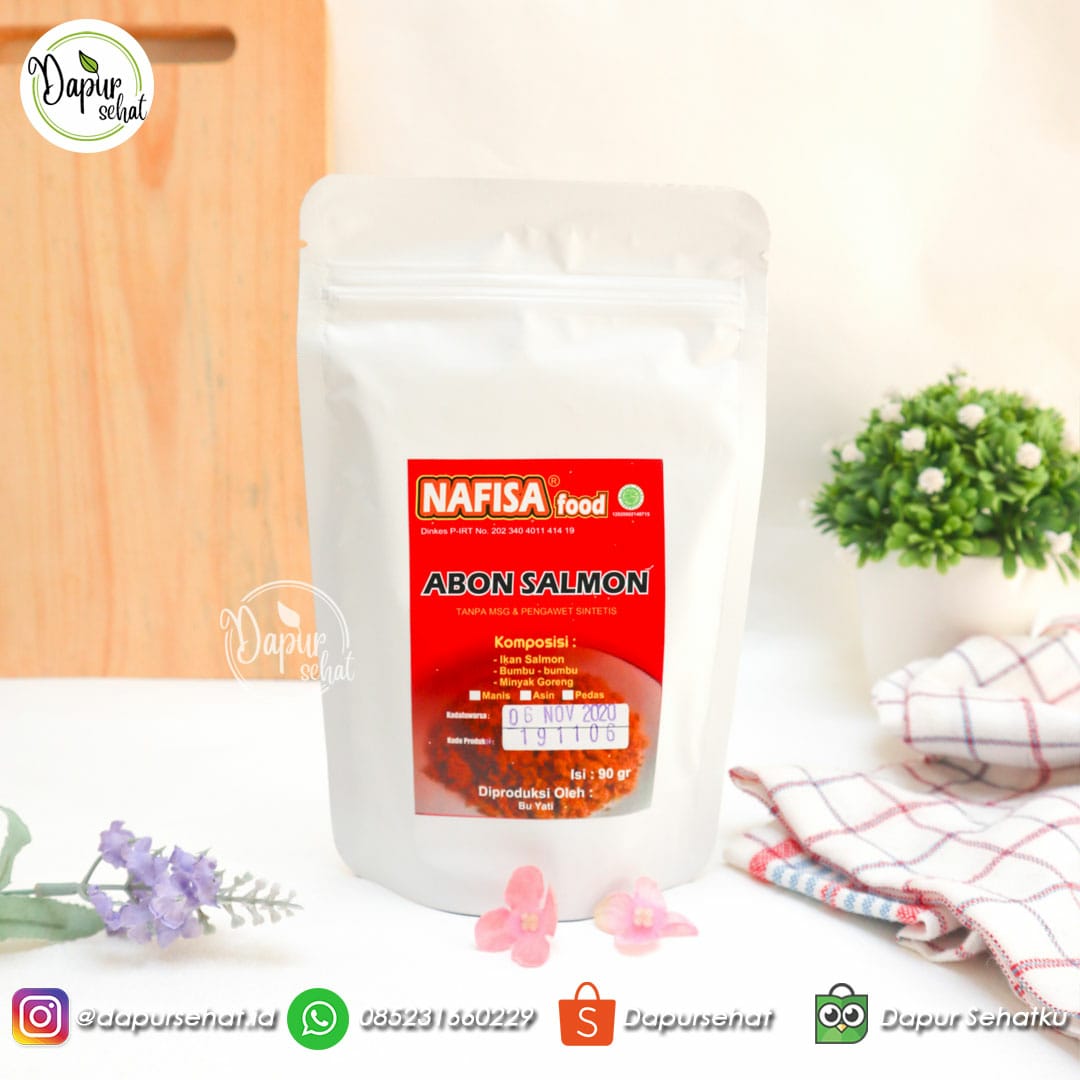 Dapur
sehat
NAFISA® food
Dinkes P-IRT No. 202 340 4011 414 19
ABON SALMON
TANPA MSG & PENGAWET SINTETIS
Komposisi :
- Ikan Salmon
- Bumbu - bumbu
- Minyak Goreng
Manis Asin Pedas
Kadaluwarsa : 06 NOV 2020
Kode Produksi : 191106
Isi : 90 gr
Diproduksi Oleh :
Bu Yati
Dapur
sehat
@dapursehat.id 085231660229 Dapursehat Dapur Sehatku